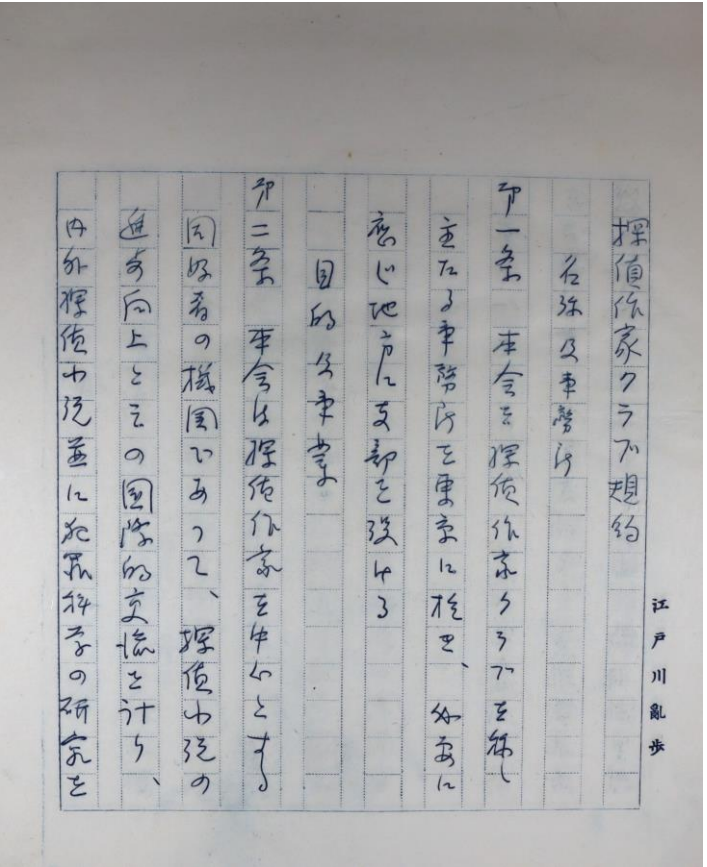 江戸川亂歩
探偵作家クラブ規約
名称及事務所
第一条　本会を探偵作家クラブと称し
主たる事務所を東京に置き、必要に
応じ地方に支部を設ける
目的及事業
第二条　本会は探偵作家を中心とする
同好者の機関であつて、探偵小説の
進歩向上とその国際的交流を計り、
内外探偵小説並に犯罪科学の研究を